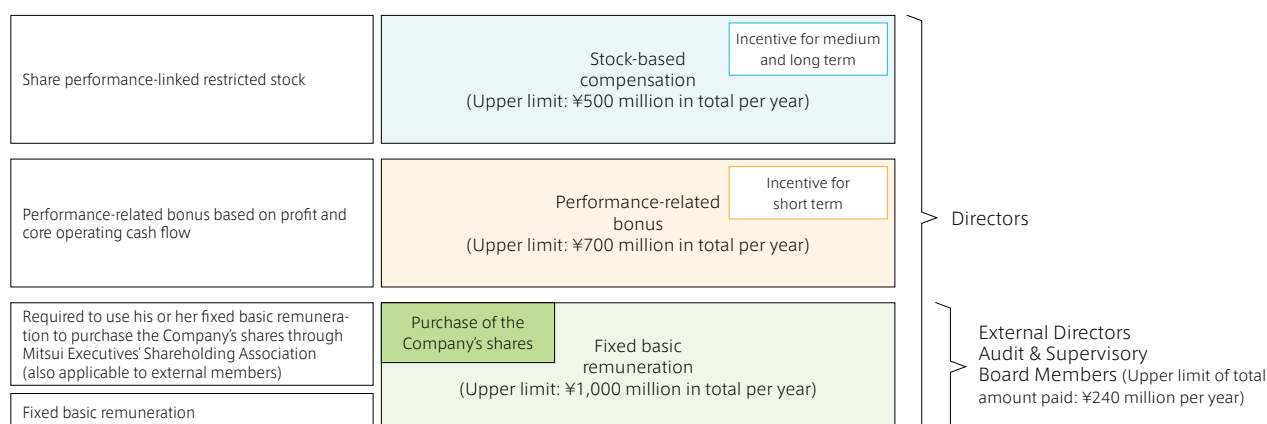 Share performance-linked restricted stock
Stock-based
compensation
(Upper limit: ¥500 million in total per year)
Incentive for medium
and long term
Performance-related bonus based on profit and
core operating cash flow
Performance-related
bonus
(Upper limit: ¥700 million in total per year)
Incentive for
short term
Directors
Required to use his or her fixed basic remunera-
tion to purchase the Company's shares through
Mitsui Executives' Shareholding Association
(also applicable to external members)
Fixed basic remuneration
Purchase of the
Company's shares
Fixed basic
remuneration
(Upper limit: ¥1,000 million in total per year)
External Directors
Audit & Supervisory
Board Members (Upper limit of total
amount paid: ¥240 million per year)